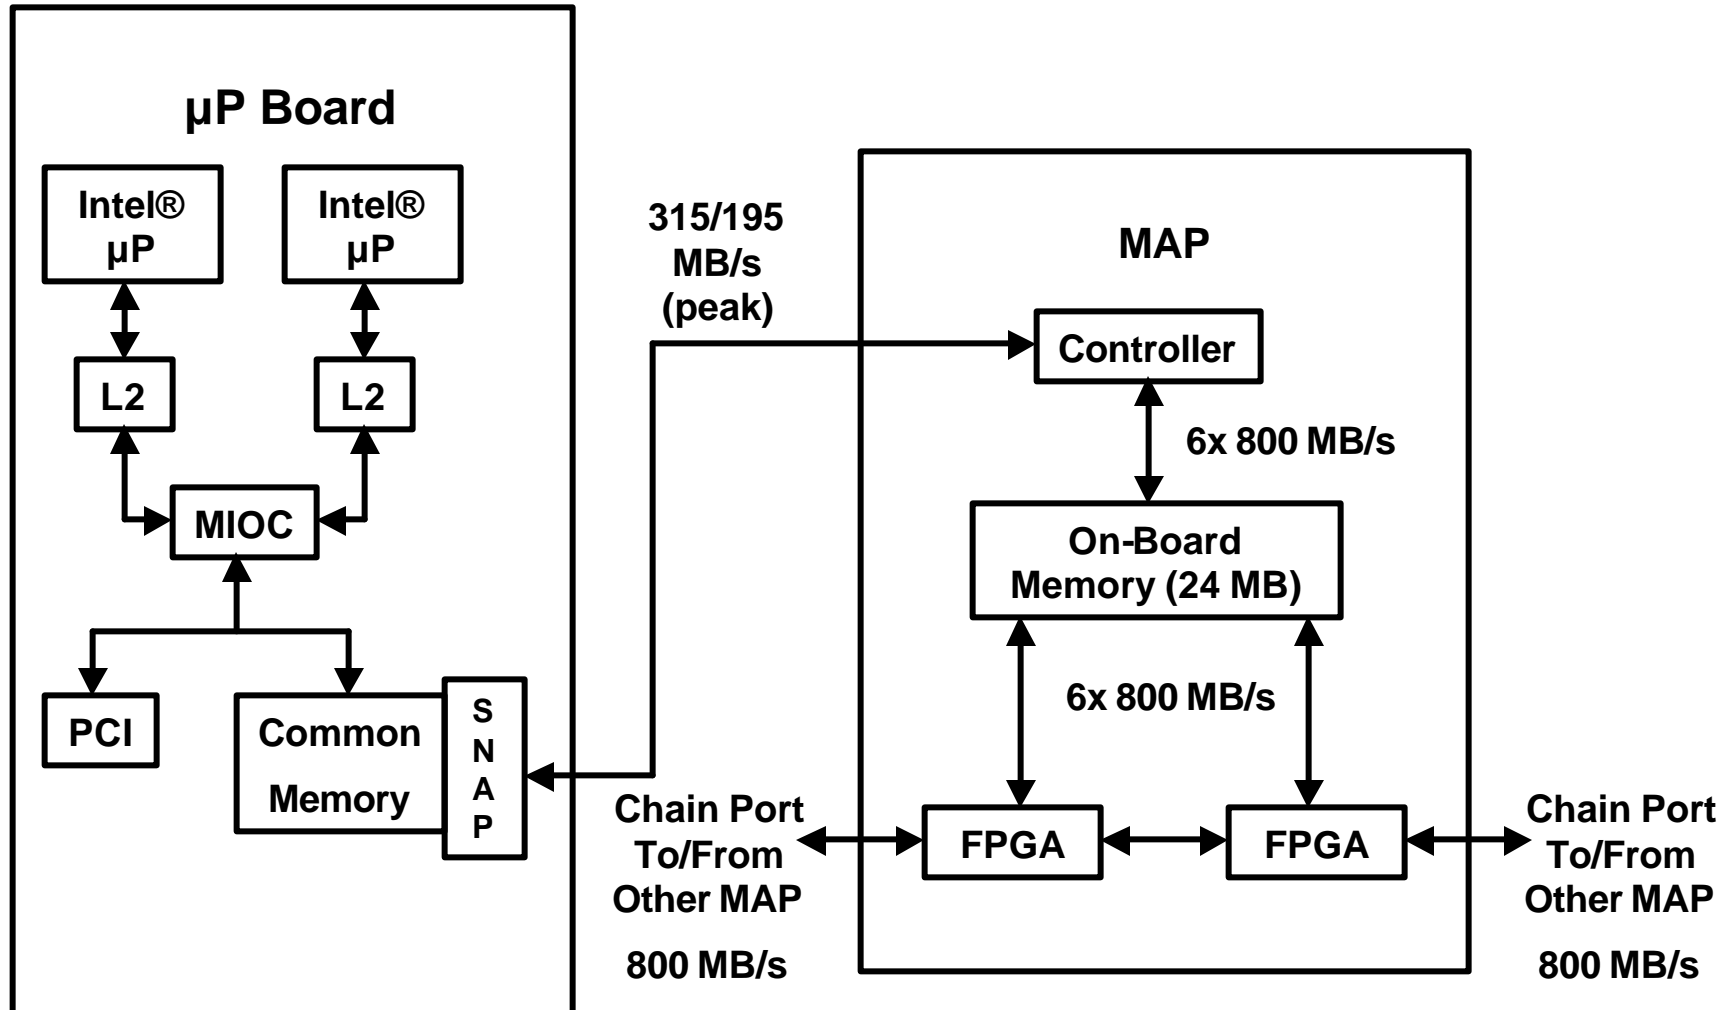 µP Board
Intel®
µP
Intel®
µP
L2
L2
MIOC
PCI
Common
Memory
S
N
A
P
315/195
MB/s
(peak)
MAP
Controller
6x 800 MB/s
On-Board
Memory (24 MB)
6x 800 MB/s
FPGA
FPGA
Chain Port
To/From
Other MAP
800 MB/s
Chain Port
To/From
Other MAP
800 MB/s